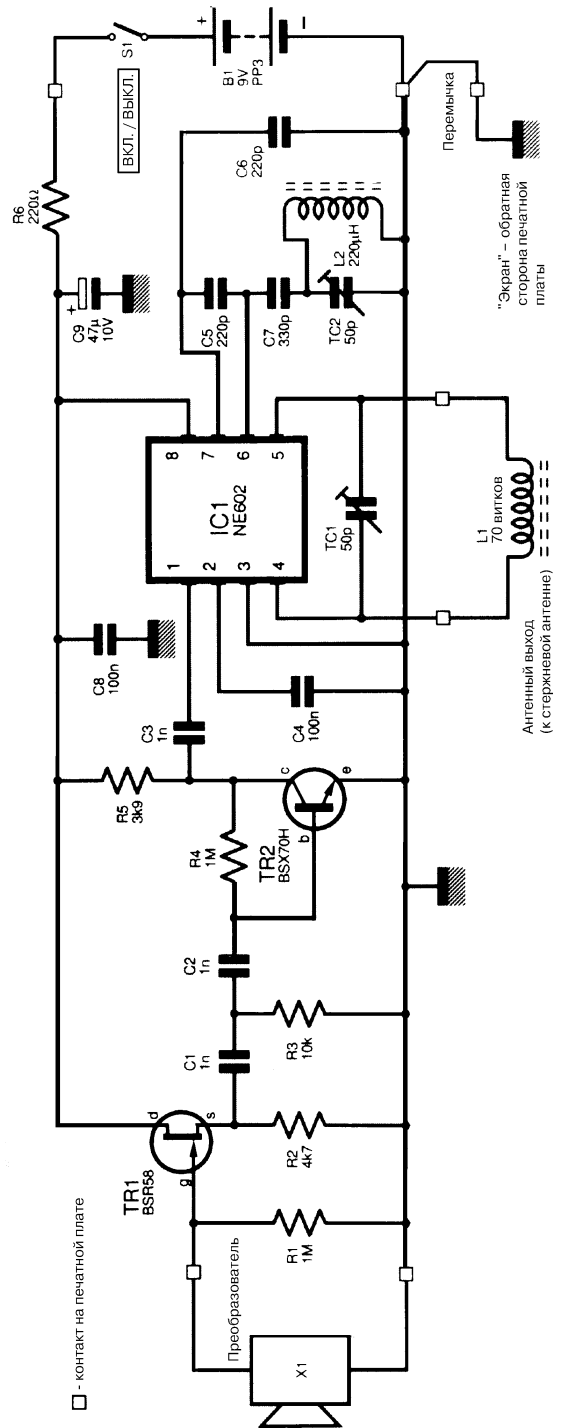 □ - контакт на печатной плате
Преобразователь
X1
R1
1M
TR1
BSR58
g
d
s
R2
4k7
C1
1n
R3
10k
C2
1n
R4
1M
TR2
BSX70H
b
c
e
R5
3k9
C3
1n
C8
100n
C4
100n
IC1
NE602
1
2
3
4
8
7
6
5
TC1
50p
L1
70 витков
Антенный выход
(к стержневой антенне)
C9
47µ
10V
+
R6
220Ω
C5
220p
C7
330p
TC2
50p
L2
220µH
C6
220p
ВКЛ. / ВЫКЛ.
S1
B1
9V
PP3
+
−
Перемычка
"Экран" – обратная
сторона печатной
платы